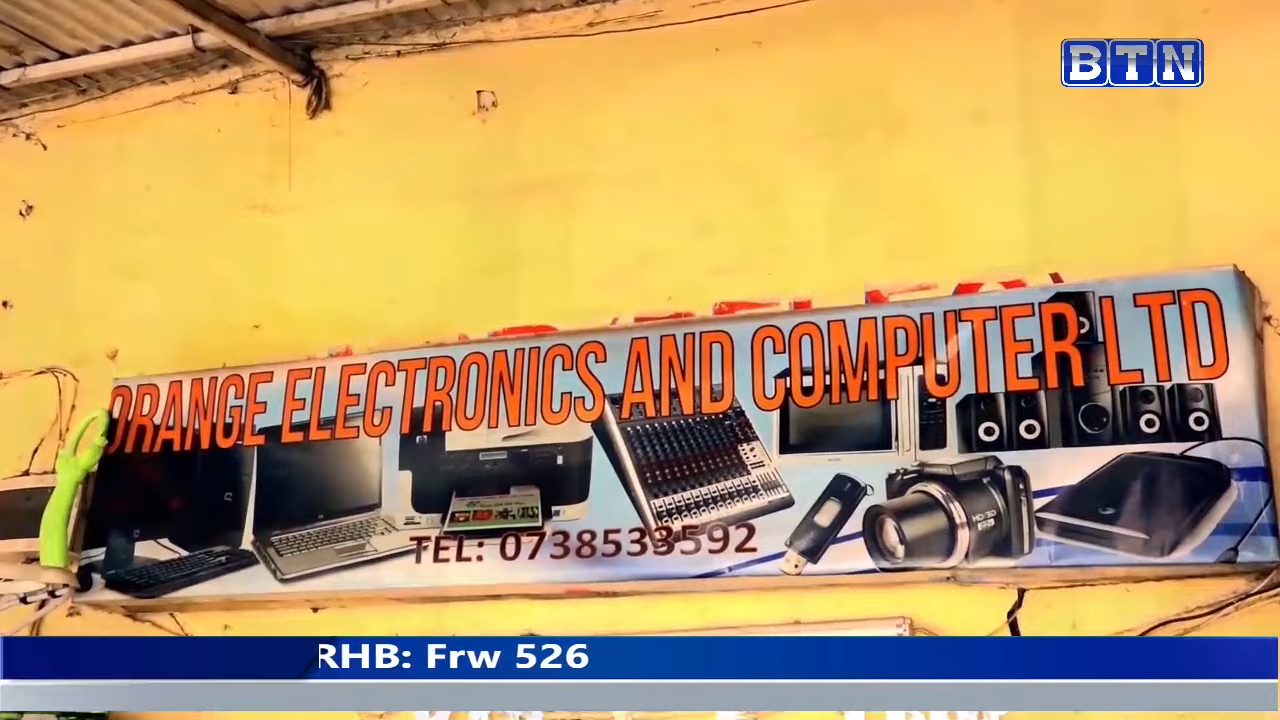 BTN
ORANGE ELECTRONICS AND COMPUTER LTD
TEL: 0738533592
RHB: Frw 526